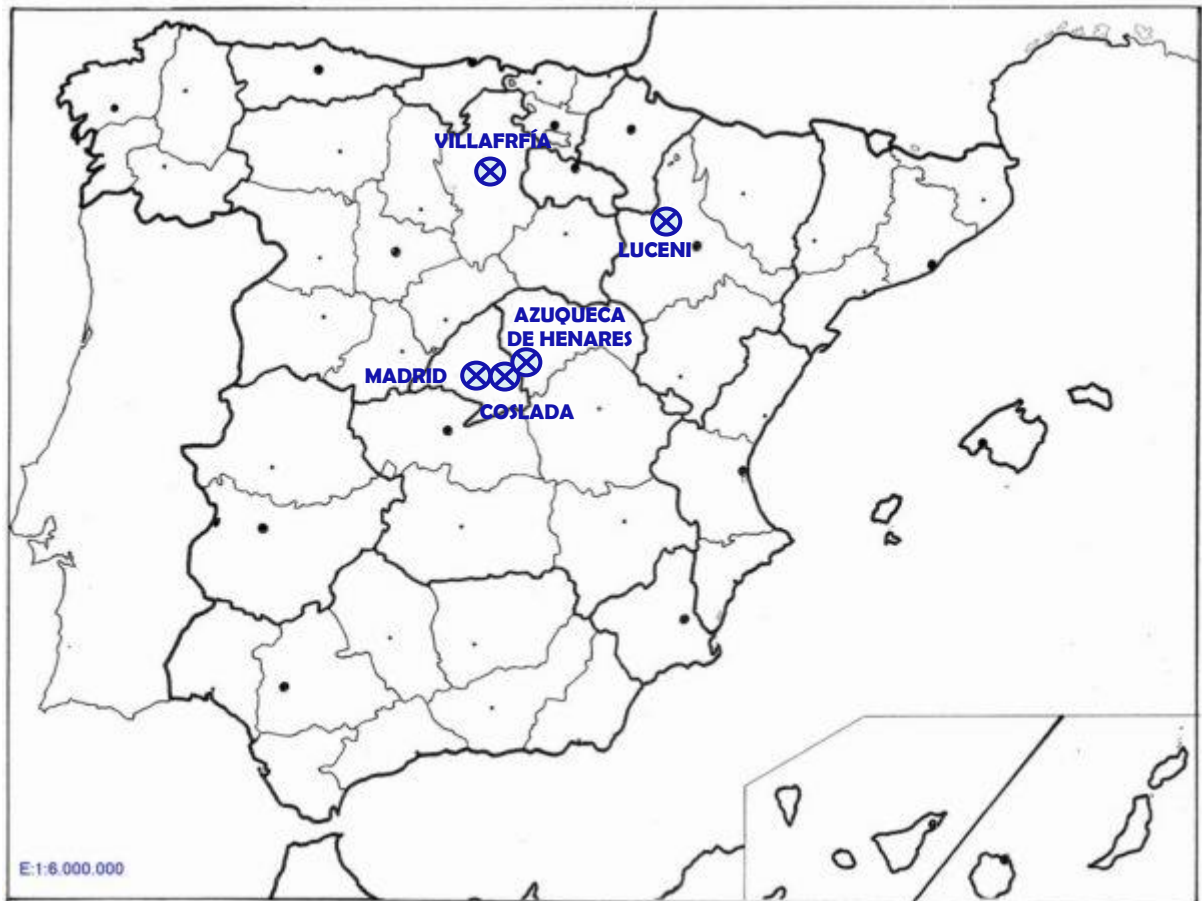 VILLAFRFÍA
LUCENI
AZUQUECA
DE HENARES
MADRID
COSLADA
E:1:6.000.000